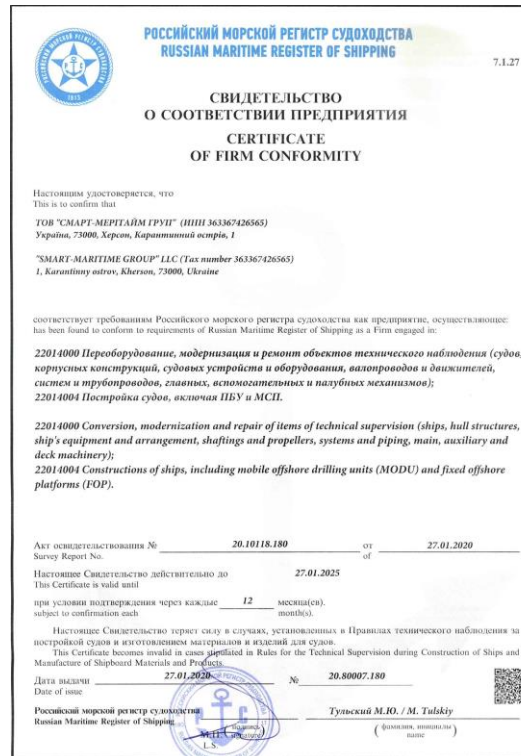 РОССИЙСКИЙ МОРСКОЙ РЕГИСТР СУДОХОДСТВА
RUSSIAN MARITIME REGISTER OF SHIPPING
7.1.27
СВИДЕТЕЛЬСТВО
О СООТВЕТСТВИИ ПРЕДПРИЯТИЯ
CERTIFICATE
OF FIRM CONFORMITY
Настоящим удостоверяется, что
This is to confirm that
ТОВ "СМАРТ-МЕРІТАЙМ ГРУП" (ИНН 363367426565)
Україна, 73000, Херсон, Карантинний острів, 1
"SMART-MARITIME GROUP" LLC (Tax number 363367426565)
1, Karantinny ostrov, Kherson, 73000, Ukraine
соответствует требованиям Российского морского регистра судоходства как предприятие, осуществляющее:
has been found to conform to requirements of Russian Maritime Register of Shipping as a Firm engaged in:
22014000 Переоборудование, модернизация и ремонт объектов технического наблюдения (судов,
корпусных конструкций, судовых устройств и оборудования, валопроводов и движителей,
систем и трубопроводов, главных, вспомогательных и палубных механизмов);
22014004 Постройка судов, включая ПБУ и МСП.
22014000 Conversion, modernization and repair of items of technical supervision (ships, hull structures,
ship's equipment and arrangement, shaftings and propellers, systems and piping, main, auxiliary and
deck machinery);
22014004 Constructions of ships, including mobile offshore drilling units (MODU) and fixed offshore
platforms (FOP).
Акт освидетельствования № 20.10118.180 от 27.01.2020
Survey Report No. of
Настоящее Свидетельство действительно до 27.01.2025
This Certificate is valid until
при условии подтверждения через каждые 12 месяца(ев).
subject to confirmation each month(s).
Настоящее Свидетельство теряет силу в случаях, установленных в Правилах технического наблюдения за
постройкой судов и изготовлением материалов и изделий для судов.
This Certificate becomes invalid in cases stipulated in Rules for the Technical Supervision during Construction of Ships and
Manufacture of Shipboard Materials and Products.
Дата выдачи 27.01.2020 № 20.80007.180
Date of issue
Российский морской регистр судоходства Тульский М.Ю. / M. Tulskiy
Russian Maritime Register of Shipping
М.П. (подпись) (фамилия, инициалы)
L.S. signature name